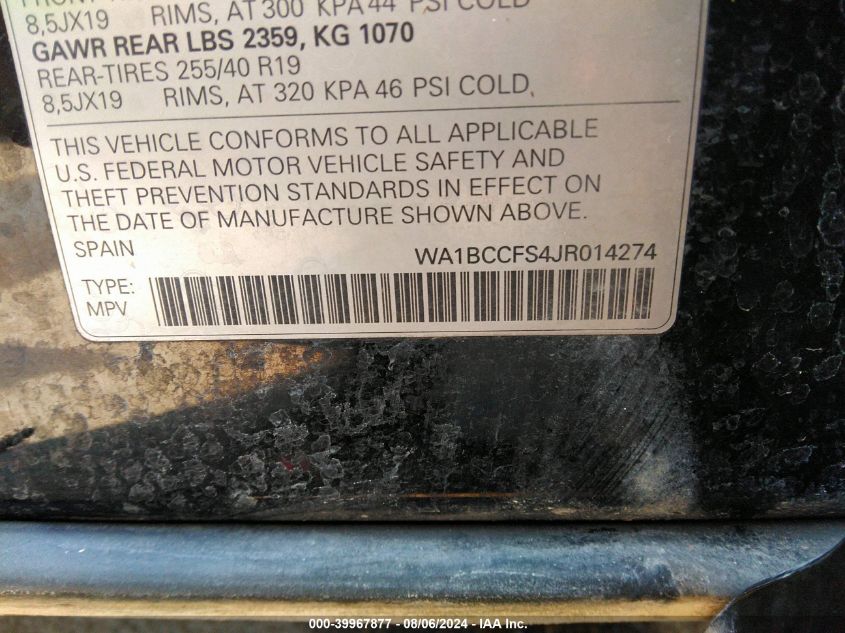 8,5JX19 RIMS, AT 300 KPA 44 PSI COLD
GAWR REAR LBS 2359, KG 1070
REAR-TIRES 255/40 R19
8,5JX19 RIMS, AT 320 KPA 46 PSI COLD,
THIS VEHICLE CONFORMS TO ALL APPLICABLE
U.S. FEDERAL MOTOR VEHICLE SAFETY AND
THEFT PREVENTION STANDARDS IN EFFECT ON
THE DATE OF MANUFACTURE SHOWN ABOVE.
SPAIN WA1BCCFS4JR014274
TYPE:
MPV
000-39967877 - 08/06/2024 - IAA Inc.